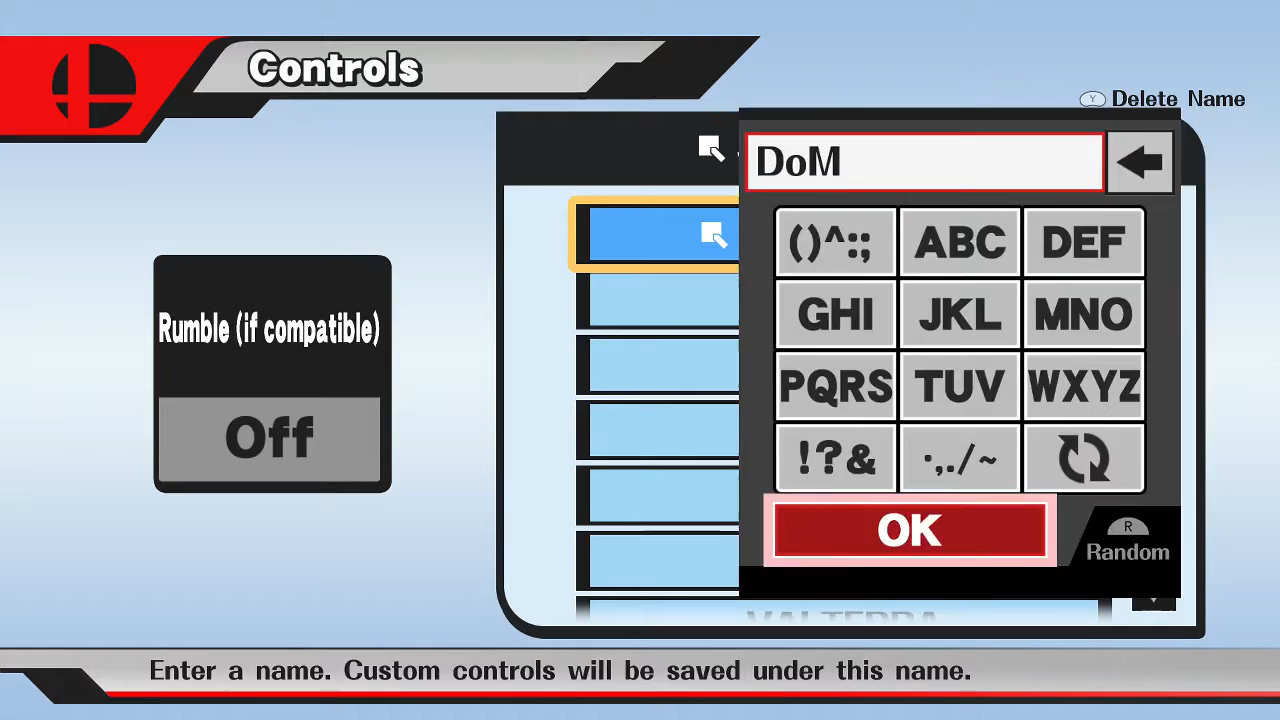 Controls
Y Delete Name
DoM
()^:; ABC DEF
GHI JKL MNO
PQRS TUV WXYZ
!?& ·,./~
OK
R
Random
Rumble (if compatible)
Off
Enter a name. Custom controls will be saved under this name.